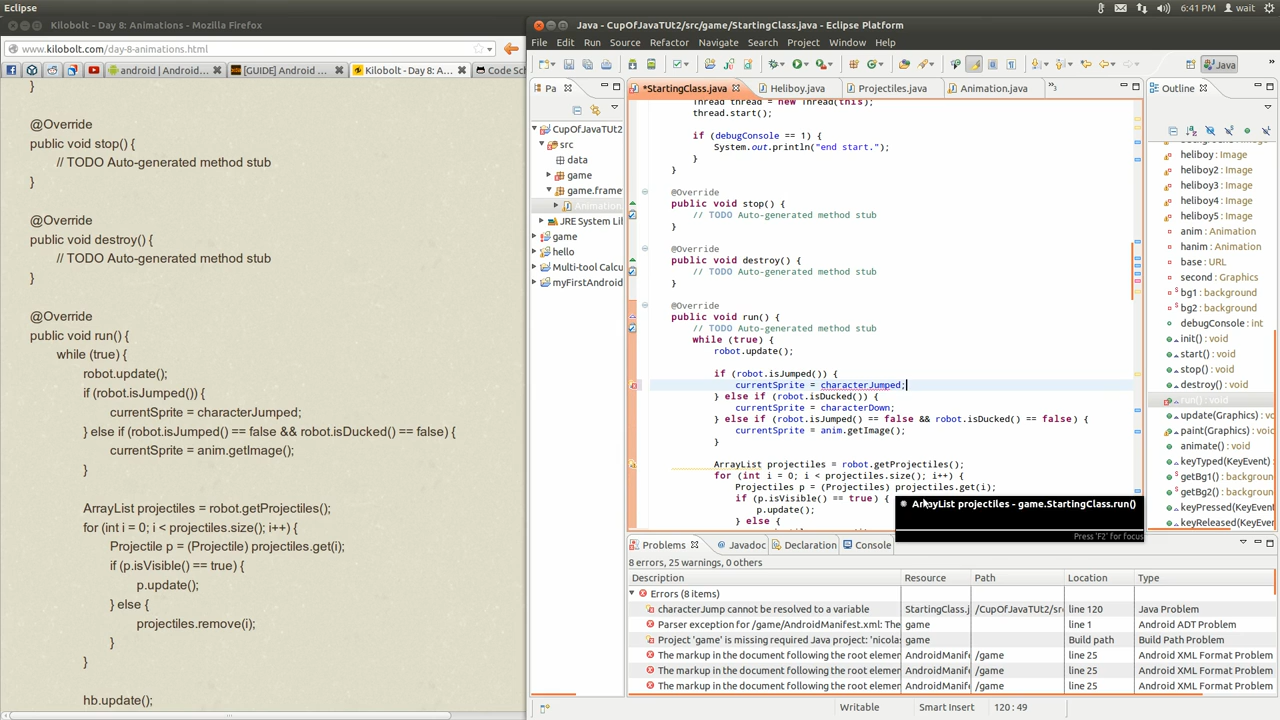 Eclipse
6:41 PM
wait
Kilobolt - Day 8: Animations - Mozilla Firefox
www.kilobolt.com/day-8-animations.html
android | Android...
[GUIDE] Android ...
Kilobolt - Day 8: A...
Code Sch
}
@Override
public void stop() {
// TODO Auto-generated method stub
}
@Override
public void destroy() {
// TODO Auto-generated method stub
}
@Override
public void run() {
while (true) {
robot.update();
if (robot.isJumped()) {
currentSprite = characterJumped;
} else if (robot.isJumped() == false && robot.isDucked() == false) {
currentSprite = anim.getImage();
}
ArrayList projectiles = robot.getProjectiles();
for (int i = 0; i < projectiles.size(); i++) {
Projectile p = (Projectile) projectiles.get(i);
if (p.isVisible() == true) {
p.update();
} else {
projectiles.remove(i);
}
}
hb.update();
Java - CupOfJavaTUt2/src/game/StartingClass.java - Eclipse Platform
File Edit Run Source Refactor Navigate Search Project Window Help
Java
Pa
CupOfJavaTUt2
src
data
game
game.frame
Animation
JRE System Lib
game
hello
Multi-tool Calcu
myFirstAndroid
*StartingClass.java
Heliboy.java
Projectiles.java
Animation.java
Thread thread = new Thread(this);
thread.start();
if (debugConsole == 1) {
System.out.println("end start.");
}
}
@Override
public void stop() {
// TODO Auto-generated method stub
}
@Override
public void destroy() {
// TODO Auto-generated method stub
}
@Override
public void run() {
// TODO Auto-generated method stub
while (true) {
robot.update();
if (robot.isJumped()) {
currentSprite = characterJumped;
} else if (robot.isDucked()) {
currentSprite = characterDown;
} else if (robot.isJumped() == false && robot.isDucked() == false) {
currentSprite = anim.getImage();
}
ArrayList projectiles = robot.getProjectiles();
for (int i = 0; i < projectiles.size(); i++) {
Projectiles p = (Projectiles) projectiles.get(i);
if (p.isVisible() == true) {
p.update();
} else {
ArrayList projectiles - game.StartingClass.run()
Press 'F2' for focus
Outline
heliboy : Image
heliboy2 : Image
heliboy3 : Image
heliboy4 : Image
heliboy5 : Image
anim : Animation
hanim : Animation
base : URL
second : Graphics
bg1 : background
bg2 : background
debugConsole : int
init() : void
start() : void
stop() : void
destroy() : void
run() : void
update(Graphics)
paint(Graphics) :
animate() : void
keyTyped(KeyEvent)
getBg1() : backgr
getBg2() : backgr
keyPressed(KeyEv
keyReleased(KeyE
Problems
Javadoc
Declaration
Console
8 errors, 25 warnings, 0 others
Description Resource Path Location Type
Errors (8 items)
characterJump cannot be resolved to a variable StartingClass.j /CupOfJavaTUt2/sr line 120 Java Problem
Parser exception for /game/AndroidManifest.xml: The game line 1 Android ADT Problem
Project 'game' is missing required Java project: 'nicolas game Build path Build Path Problem
The markup in the document following the root elem AndroidManife /game line 25 Android XML Format Problem
The markup in the document following the root elem AndroidManife /game line 25 Android XML Format Problem
The markup in the document following the root elem AndroidManife /game line 25 Android XML Format Problem
Writable
Smart Insert
120 : 49